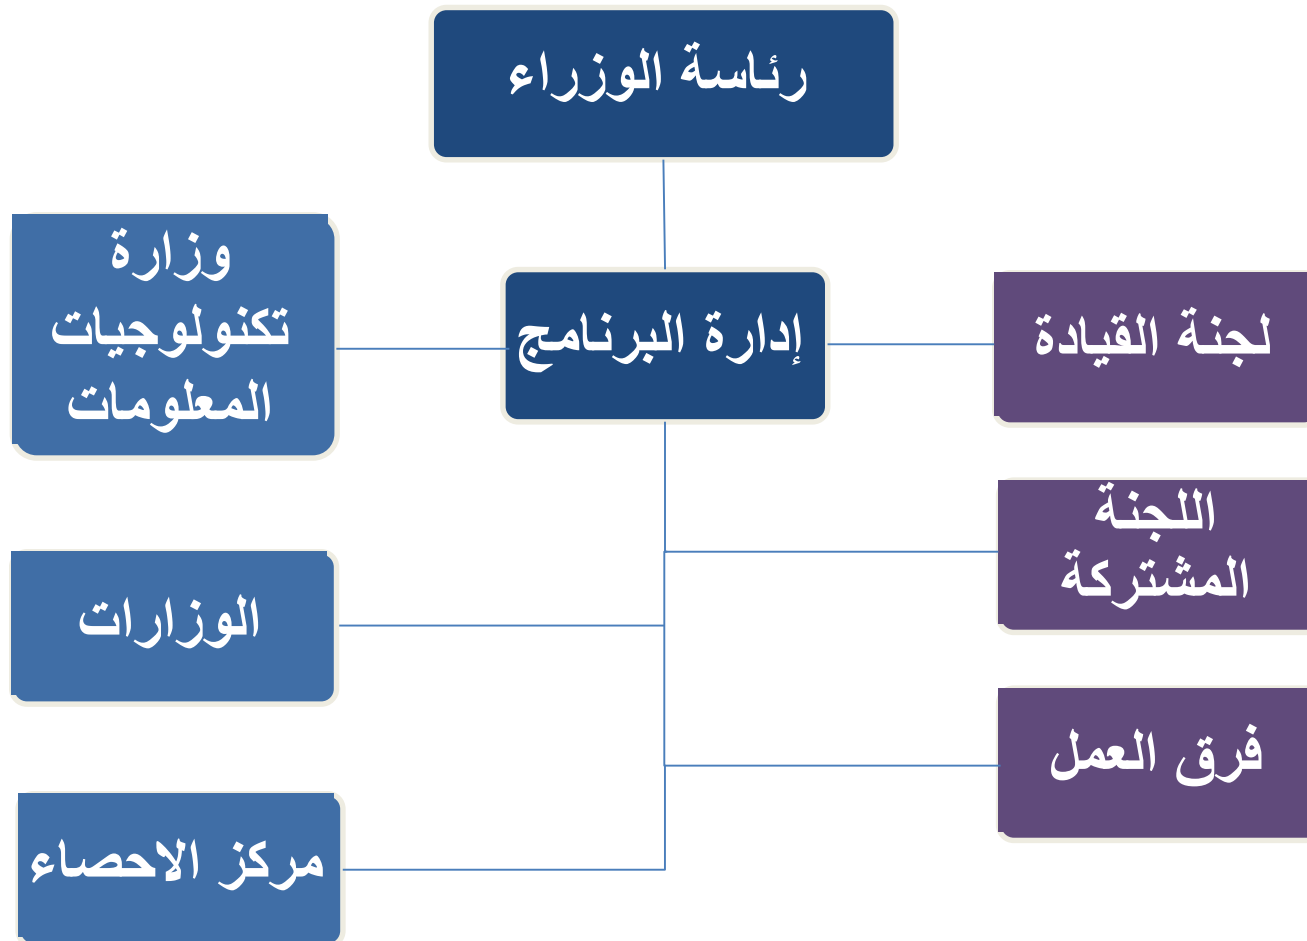 رئاسة الوزراء
لجنة القيادة
إدارة البرنامج
وزارة
تكنولوجيات
المعلومات
اللجنة
المشتركة
الوزارات
فرق العمل
مركز الاحصاء